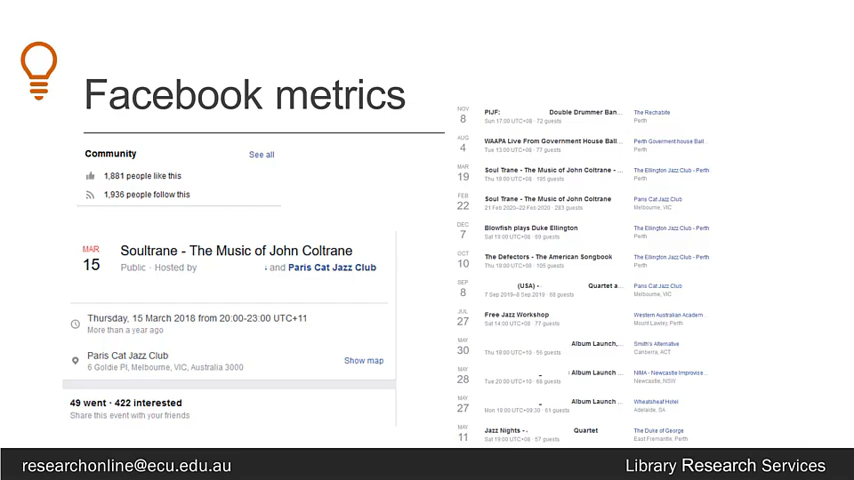 Facebook metrics
Community
See all
1,881 people like this
1,936 people follow this
MAR
15
Soultrane - The Music of John Coltrane
Public · Hosted by and Paris Cat Jazz Club
Thursday, 15 March 2018 from 20:00-23:00 UTC+11
More than a year ago
Paris Cat Jazz Club
6 Goldie Pl, Melbourne, VIC, Australia 3000
Show map
49 went · 422 interested
Share this event with your friends
NOV
8
PIJF: Double Drummer Ban...
Sun 17:00 UTC+08 · 72 guests
The Rechabite
Perth
AUG
4
WAAPA Live From Government House Ball...
Tue 13:00 UTC+08 · 77 guests
Perth Government house Ball...
Perth
MAR
19
Soul Trane - The Music of John Coltrane - ...
Thu 19:00 UTC+08 · 195 guests
The Ellington Jazz Club - Perth
Perth
FEB
22
Soul Trane - The Music of John Coltrane
21 Feb 2020–22 Feb 2020 · 283 guests
Paris Cat Jazz Club
Melbourne, VIC
DEC
7
Blowfish plays Duke Ellington
Sat 19:00 UTC+08 · 69 guests
The Ellington Jazz Club - Perth
Perth
OCT
10
The Defectors - The American Songbook
Thu 19:00 UTC+08 · 105 guests
The Ellington Jazz Club - Perth
Perth
SEP
8
(USA) - Quartet a...
7 Sep 2019–8 Sep 2019 · 68 guests
Paris Cat Jazz Club
Melbourne, VIC
JUL
27
Free Jazz Workshop
Sat 14:00 UTC+08 · 77 guests
Western Australian Academ...
Mount Lawley, Perth
MAY
30
Album Launch,...
Thu 18:00 UTC+10 · 56 guests
Smith's Alternative
Canberra, ACT
MAY
28
Album Launch ...
Tue 20:00 UTC+10 · 68 guests
NIMA - Newcastle Improvise...
Newcastle, NSW
MAY
27
Album Launch ...
Mon 19:00 UTC+09:30 · 51 guests
Wheatsheaf Hotel
Adelaide, SA
MAY
11
Jazz Nights - Quartet
Sat 19:00 UTC+08 · 57 guests
The Duke of George
East Fremantle, Perth
researchonline@ecu.edu.au
Library Research Services